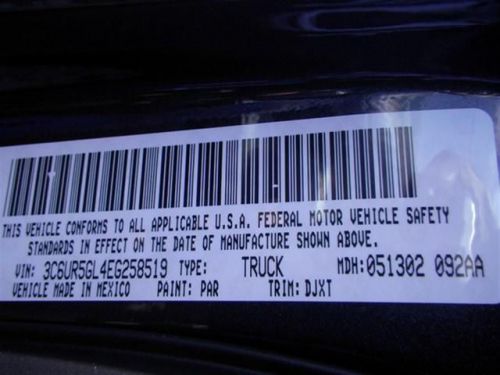 THIS VEHICLE CONFORMS TO ALL APPLICABLE U.S.A. FEDERAL MOTOR VEHICLE SAFETY
STANDARDS IN EFFECT ON THE DATE OF MANUFACTURE SHOWN ABOVE.
VIN: 3C6UR5GL4EG258519 TYPE: TRUCK MDH:051302 092AA
VEHICLE MADE IN MEXICO PAINT: PAR TRIM: DJXT